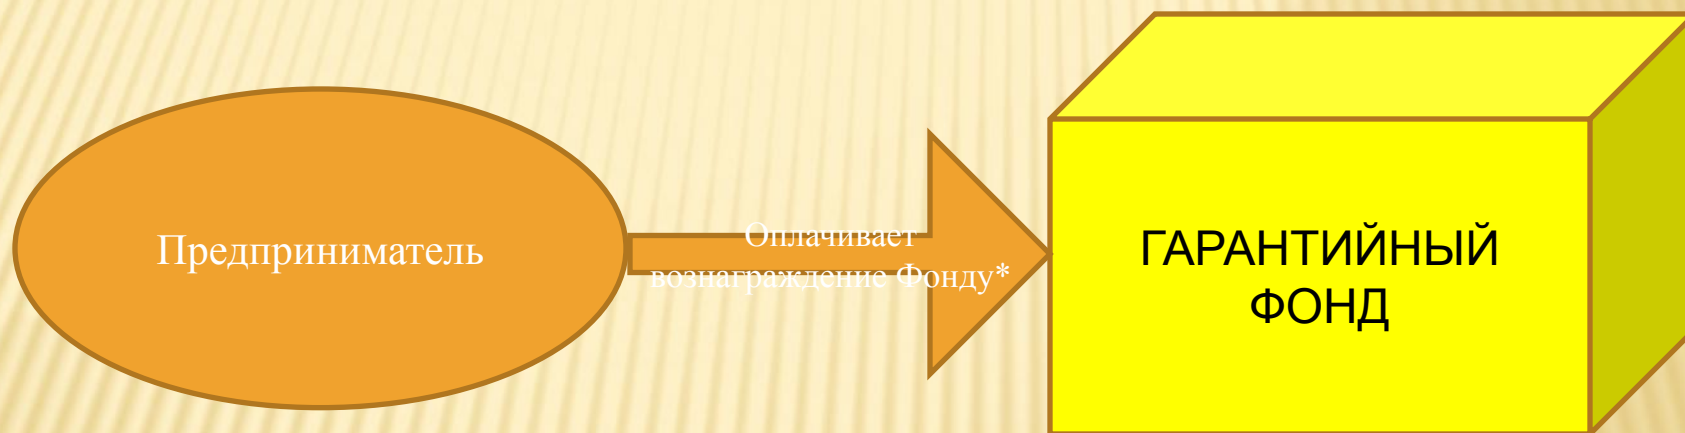 Предприниматель
Оплачивает
вознаграждение Фонду*
ГАРАНТИЙНЫЙ
ФОНД